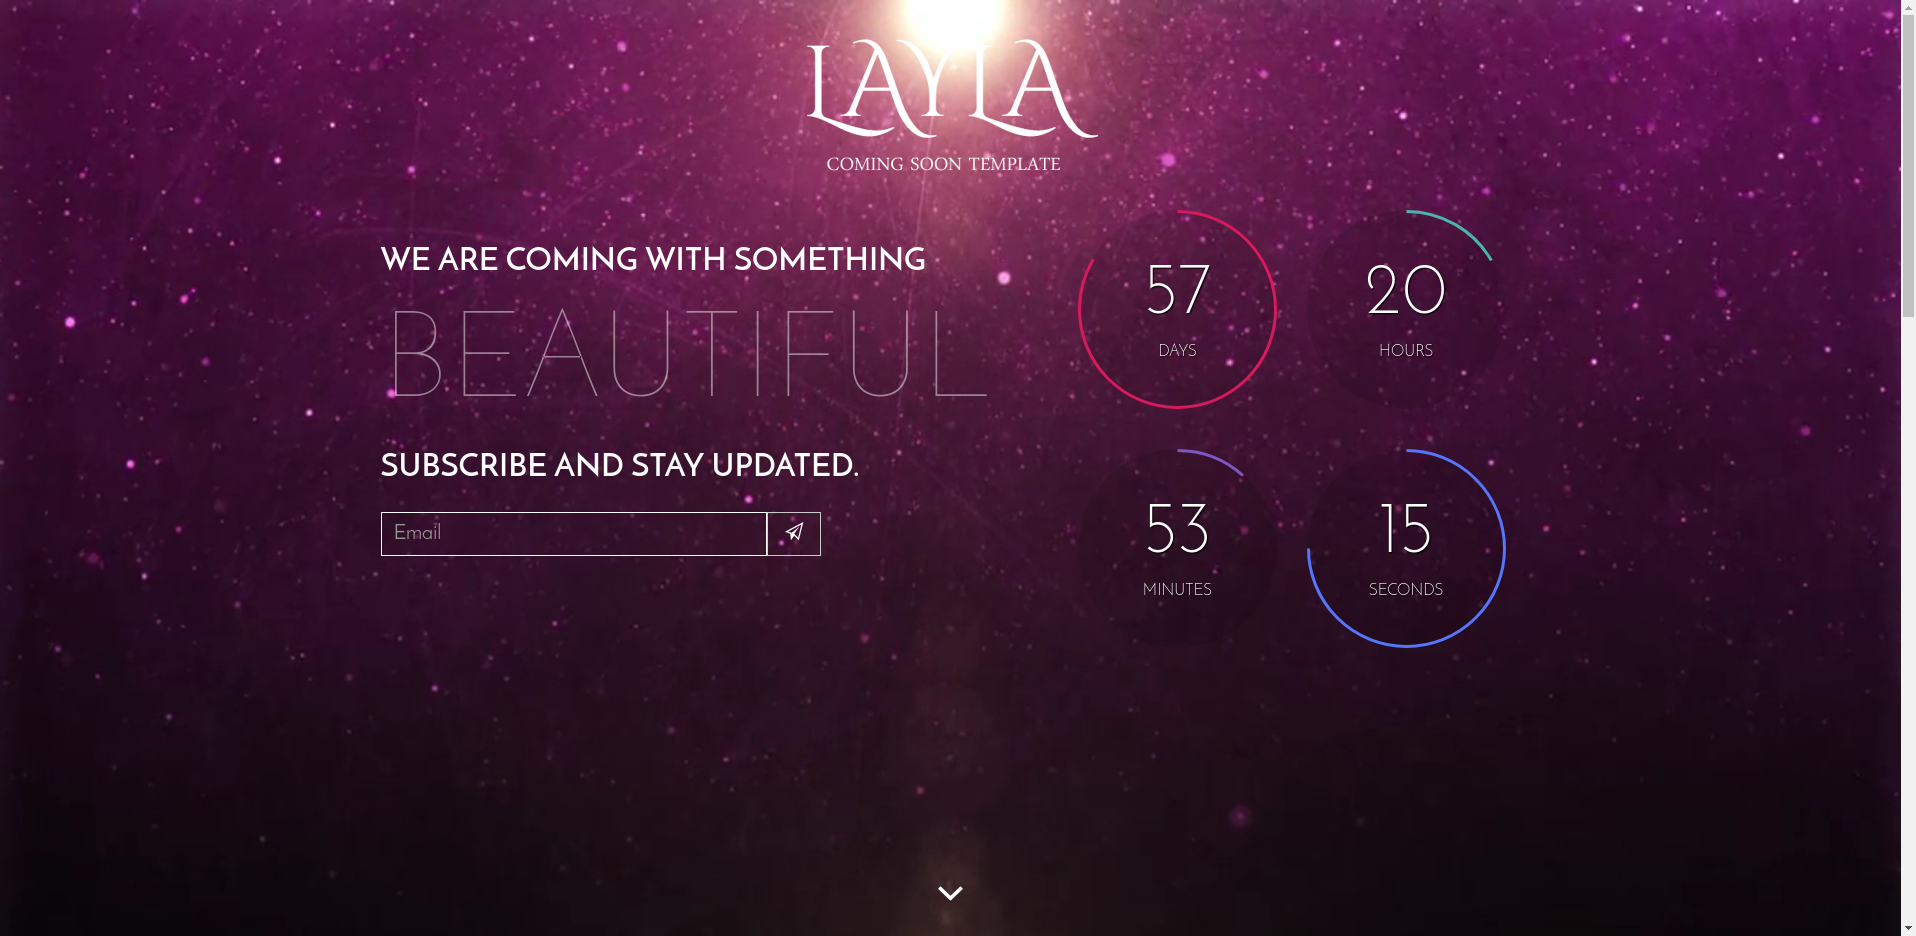 LAYLA
COMING SOON TEMPLATE
WE ARE COMING WITH SOMETHING
BEAUTIFUL
SUBSCRIBE AND STAY UPDATED.
Email
57
DAYS
20
HOURS
53
MINUTES
15
SECONDS